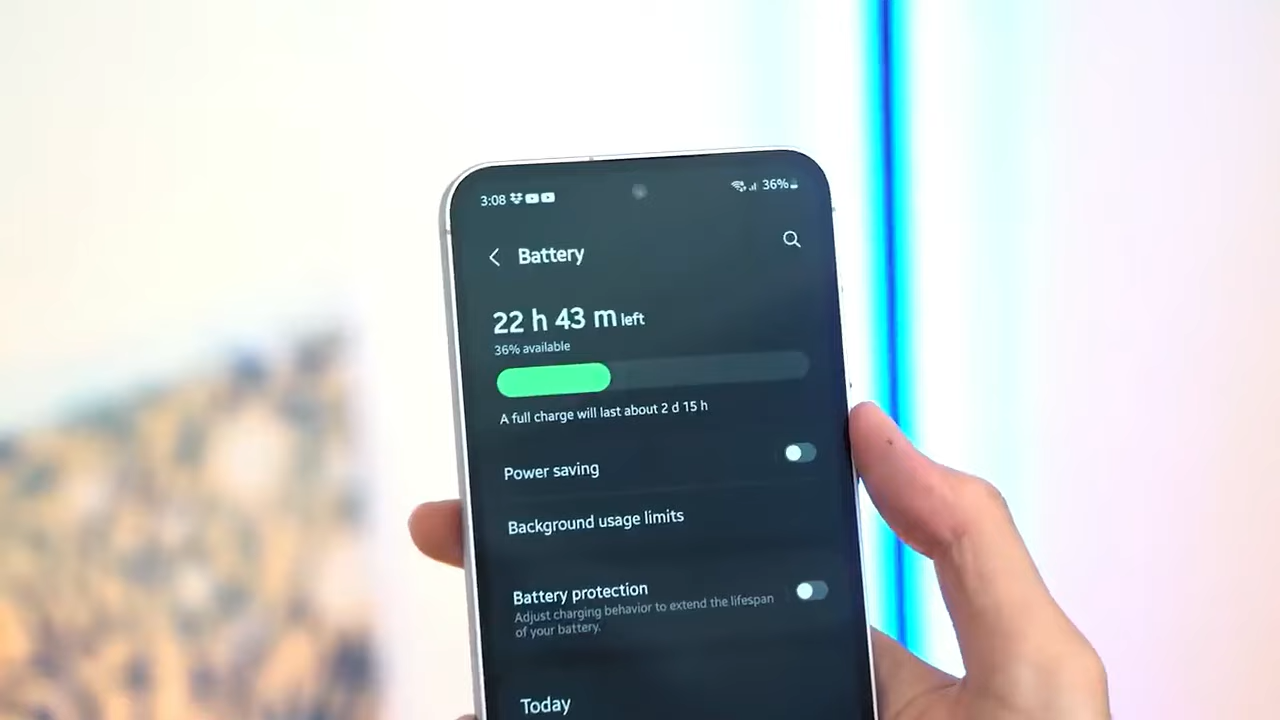 3:08
36%
Battery
22 h 43 m left
36% available
A full charge will last about 2 d 15 h
Power saving
Background usage limits
Battery protection
Adjust charging behavior to extend the lifespan
of your battery.
Today